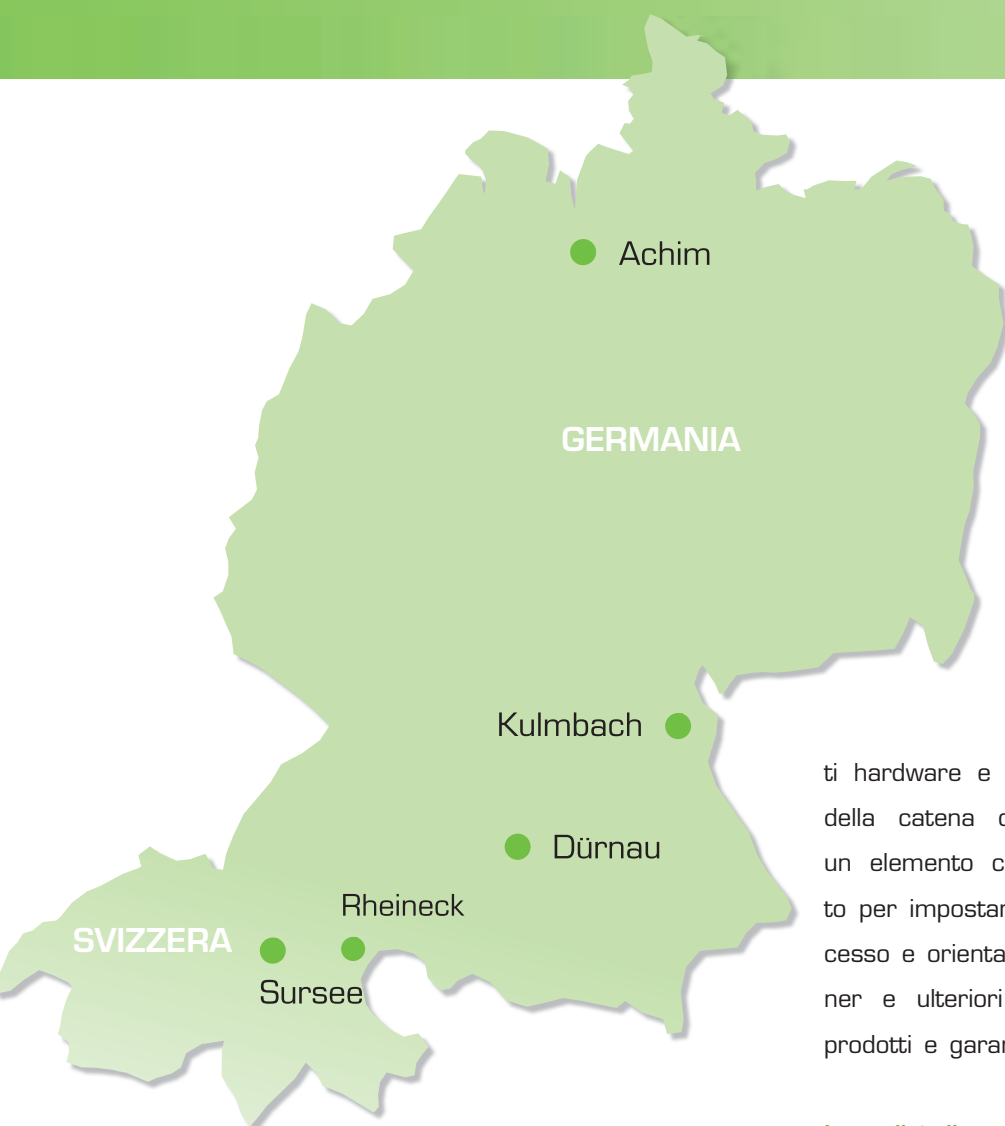 Achim
GERMANIA
Kulmbach
Dürnau
Rheineck
SVIZZERA
Sursee
ti hardware e
della catena
un elemento
to per impostar
cesso e orienta
ner e ulteriori
prodotti e garan